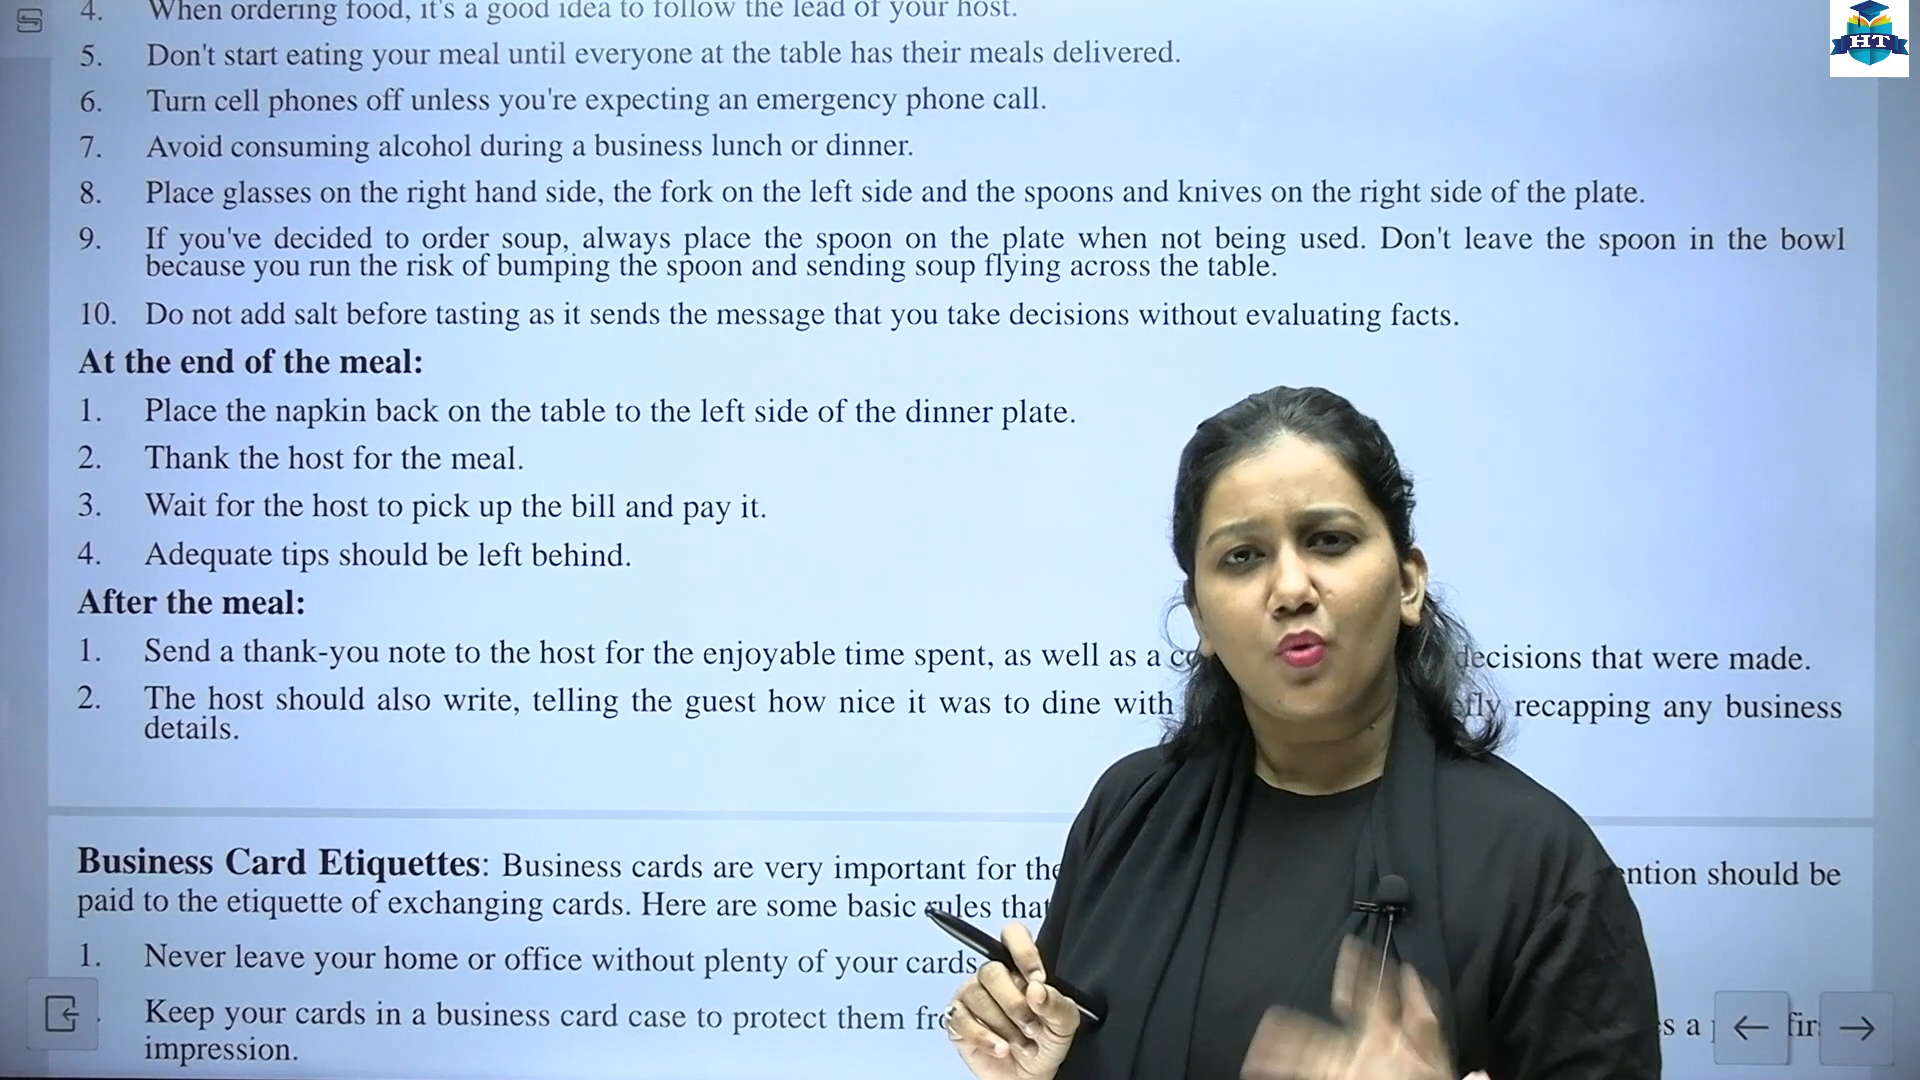 4. When ordering food, it's a good idea to follow the lead of your host.
HT
5. Don't start eating your meal until everyone at the table has their meals delivered.
6. Turn cell phones off unless you're expecting an emergency phone call.
7. Avoid consuming alcohol during a business lunch or dinner.
8. Place glasses on the right hand side, the fork on the left side and the spoons and knives on the right side of the plate.
9. If you've decided to order soup, always place the spoon on the plate when not being used. Don't leave the spoon in the bowl
because you run the risk of bumping the spoon and sending soup flying across the table.
10. Do not add salt before tasting as it sends the message that you take decisions without evaluating facts.
At the end of the meal:
1. Place the napkin back on the table to the left side of the dinner plate.
2. Thank the host for the meal.
3. Wait for the host to pick up the bill and pay it.
4. Adequate tips should be left behind.
After the meal:
1. Send a thank-you note to the host for the enjoyable time spent, as well as a decisions that were made.
2. The host should also write, telling the guest how nice it was to dine with recapping any business
details.
Business Card Etiquettes: Business cards are very important for the should be
paid to the etiquette of exchanging cards. Here are some basic rules that
1. Never leave your home or office without plenty of your cards
Keep your cards in a business card case to protect them a
impression.